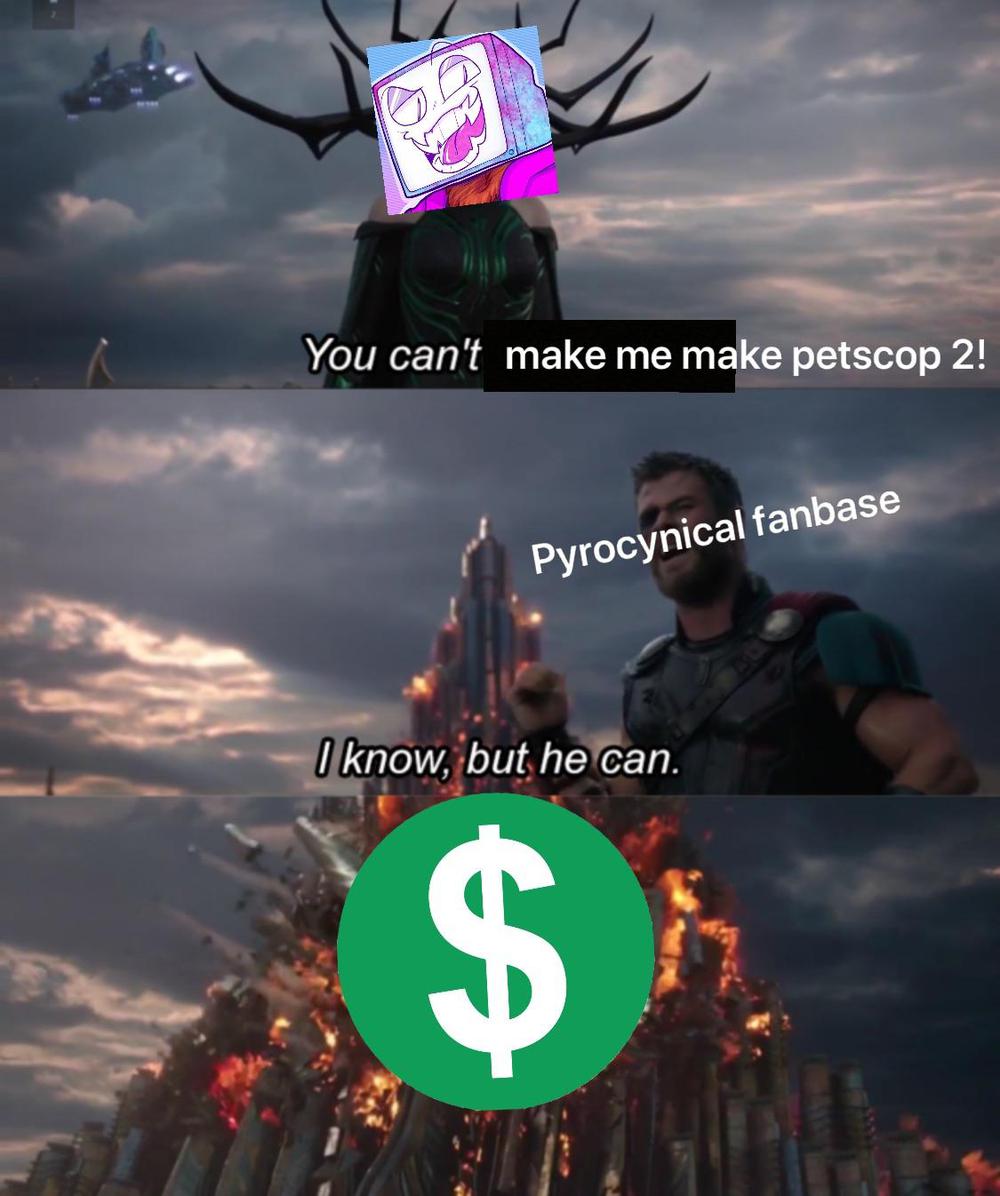 You can't make me make petscop 2!
Pyrocynical fanbase
I know, but he can.
$